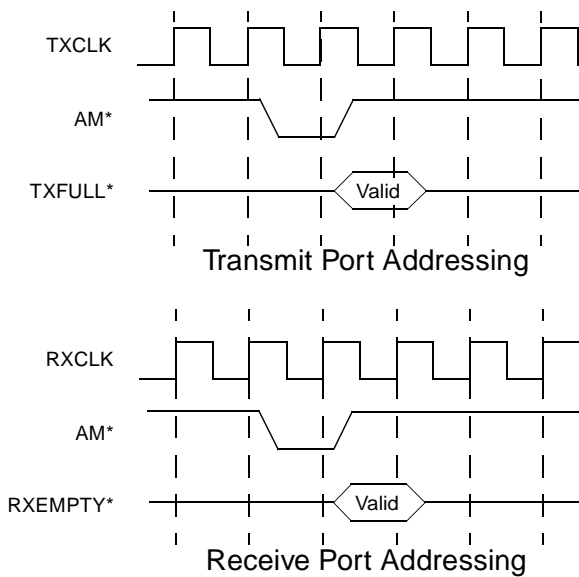 TXCLK
AM*
TXFULL*
Valid
Transmit Port Addressing
RXCLK
AM*
RXEMPTY*
Valid
Receive Port Addressing